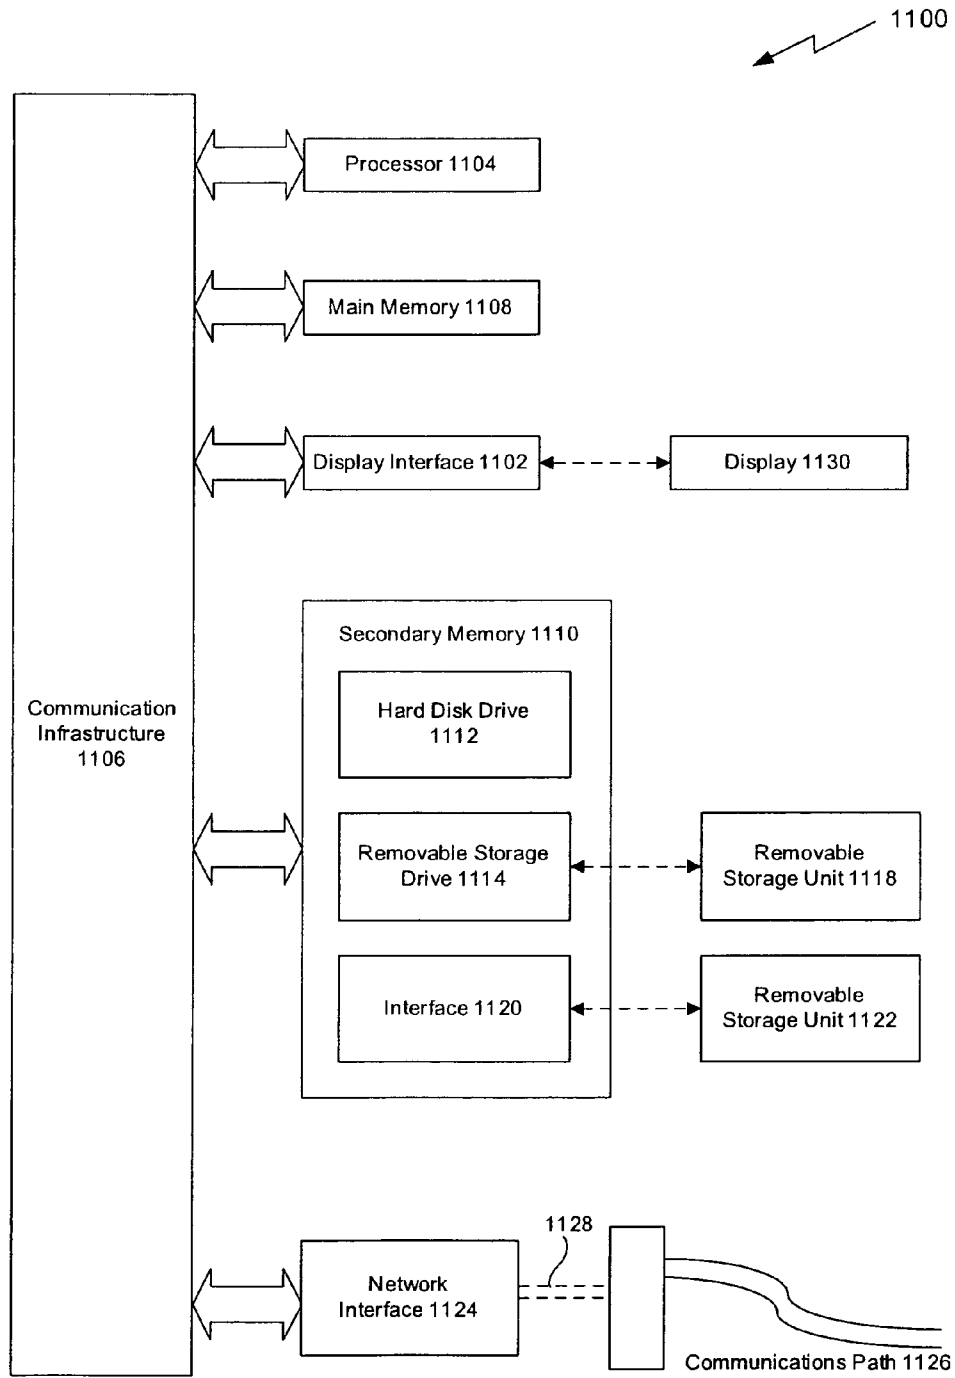 1100
Processor 1104
Main Memory 1108
Display Interface 1102
Display 1130
Secondary Memory 1110
Hard Disk Drive
1112
Communication
Infrastructure
1106
Removable Storage
Drive 1114
Removable
Storage Unit 1118
Interface 1120
Removable
Storage Unit 1122
1128
Network
Interface 1124
Communications Path 1126